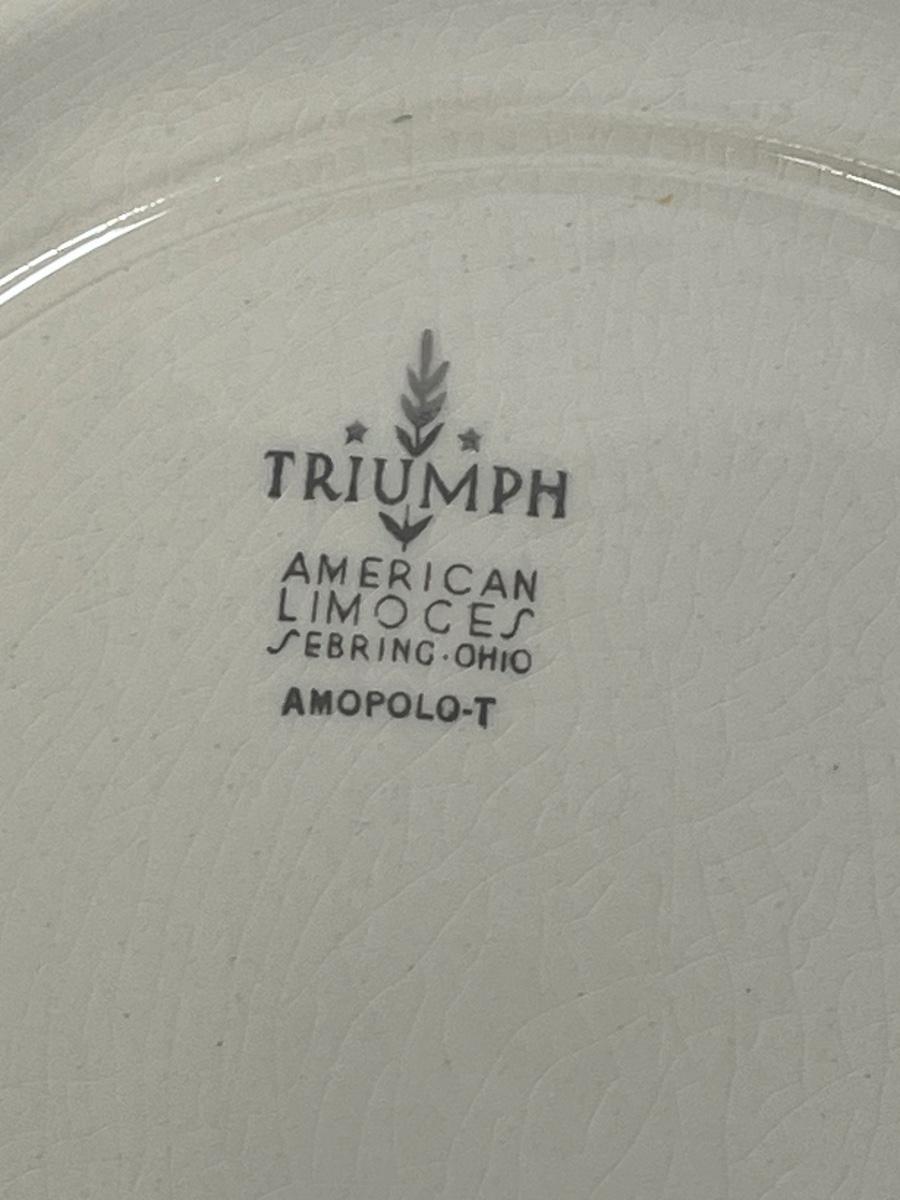 TRIUMPH
AMERICAN
LIMOGES
SEBRING·OHIO
AMOPOLO-T